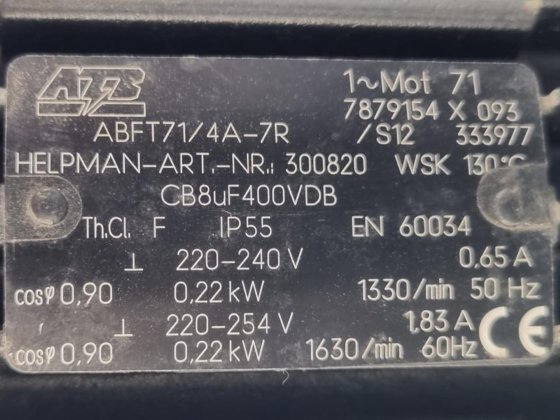 ATB 1~Mot 71
7879154 X 093
ABFT71/4A-7R /S12 333977
HELPMAN-ART.-NR.: 300820 WSK 130°C
CB8uF400VDB
Th.Cl. F IP55 EN 60034
⊥ 220-240 V 0,65 A
cosφ 0,90 0,22 kW 1330/min 50 Hz
⊥ 220-254 V 1,83 A
cosφ 0,90 0,22 kW 1630/min 60Hz CE